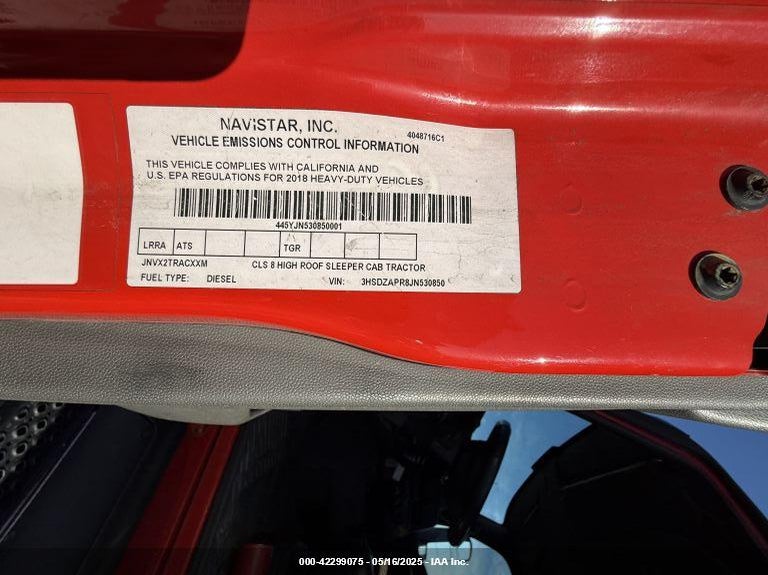 NAVISTAR, INC.
4048716C1
VEHICLE EMISSIONS CONTROL INFORMATION
THIS VEHICLE COMPLIES WITH CALIFORNIA AND
U.S. EPA REGULATIONS FOR 2018 HEAVY-DUTY VEHICLES
445YJN530850001
LRRA ATS TGR
JNVX2TRACXXM CLS 8 HIGH ROOF SLEEPER CAB TRACTOR
FUEL TYPE: DIESEL VIN: 3HSDZAPR8JN530850
000-42299075 - 05/16/2025 - IAA Inc.